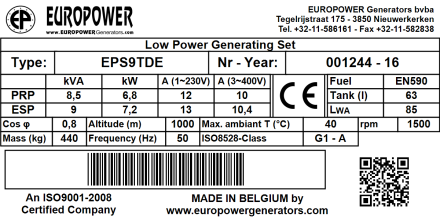 EPS
EUROPOWER
www.EUROPOWERGenerators.com
EUROPOWER Generators bvba
Tegelrijstraat 175 - 3850 Nieuwerkerken
Tel. +32-11-586161 - Fax +32-11-582838
Low Power Generating Set
Type: EPS9TDE Nr - Year: 001244 - 16
kVA kW A (1~230V) A (3~400V) CE Fuel EN590
PRP 8,5 6,8 12 10 Tank (l) 63
ESP 9 7,2 13 10,4 LWA 85
Cos φ 0,8 Altitude (m) 1000 Max. ambiant T (°C) 40 rpm 1500
Mass (kg) 440 Frequency (Hz) 50 ISO8528-Class G1 - A
An ISO9001-2008
Certified Company
MADE IN BELGIUM by
www.europowergenerators.com